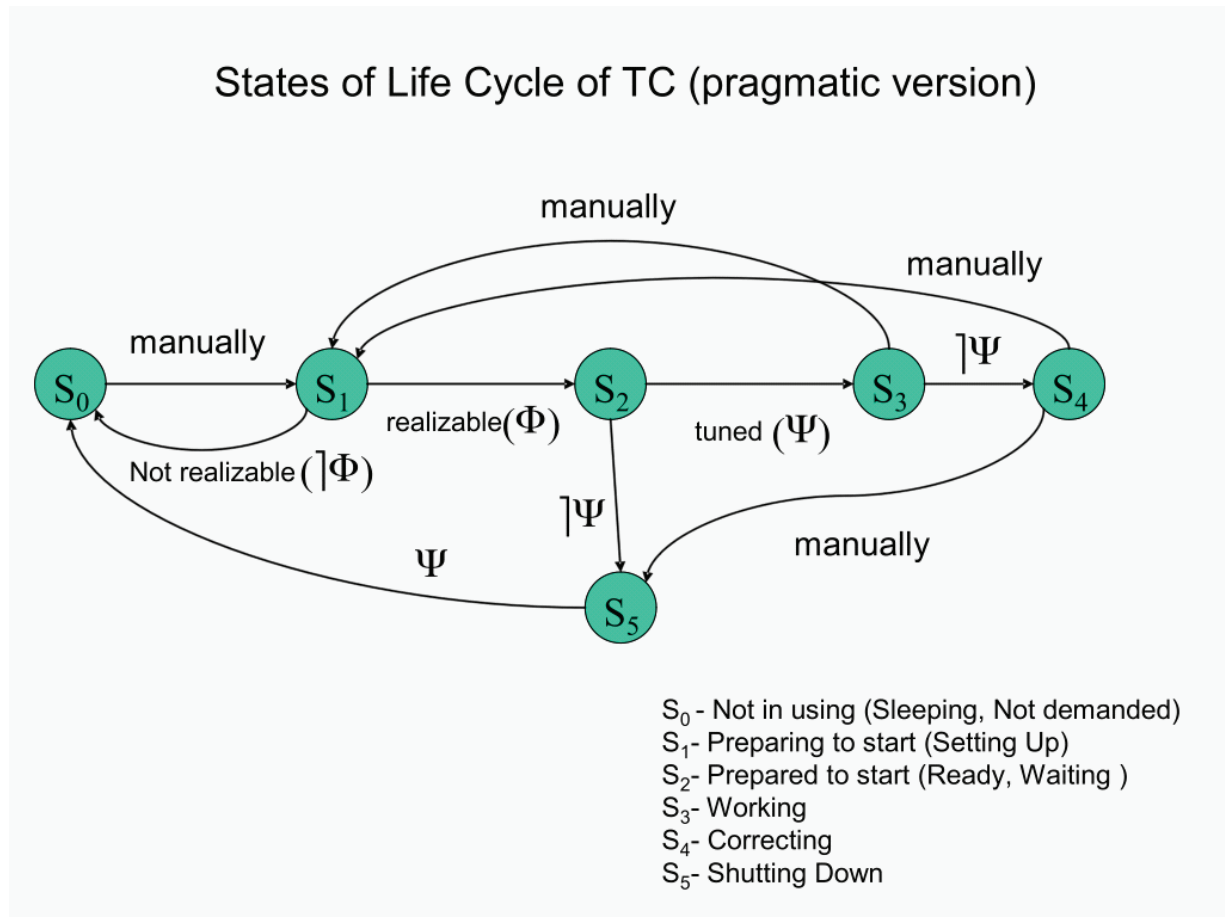 States of Life Cycle of TC (pragmatic version)
manually
manually
manually
⌉Ψ
S₀
S₁
S₂
S₃
S₄
realizable(Φ)
tuned (Ψ)
Not realizable (⌉Φ)
⌉Ψ
manually
Ψ
S₅
S₀ - Not in using (Sleeping, Not demanded)
S₁- Preparing to start (Setting Up)
S₂- Prepared to start (Ready, Waiting )
S₃- Working
S₄- Correcting
S₅- Shutting Down